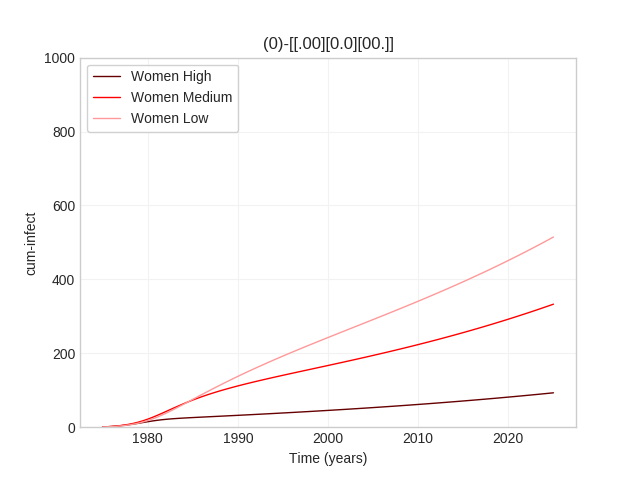 (0)-[[.00][0.0][00.]]
1000
800
600
400
200
0
cum-infect
Women High
Women Medium
Women Low
1980
1990
2000
2010
2020
Time (years)